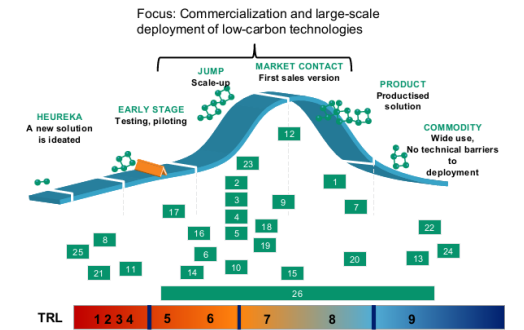 Focus: Commercialization and large-scale
deployment of low-carbon technologies
JUMP
Scale-up
MARKET CONTACT
First sales version
PRODUCT
Productised
solution
HEUREKA
A new solution
is ideated
EARLY STAGE
Testing, piloting
COMMODITY
Wide use,
No technical barriers
to
deployment
12
23
2
1
3
9
7
17
4
18
22
16
5
8
19
25
6
24
13
20
10
11
14
15
21
26
TRL
1 2 3 4
5
6
7
8
9